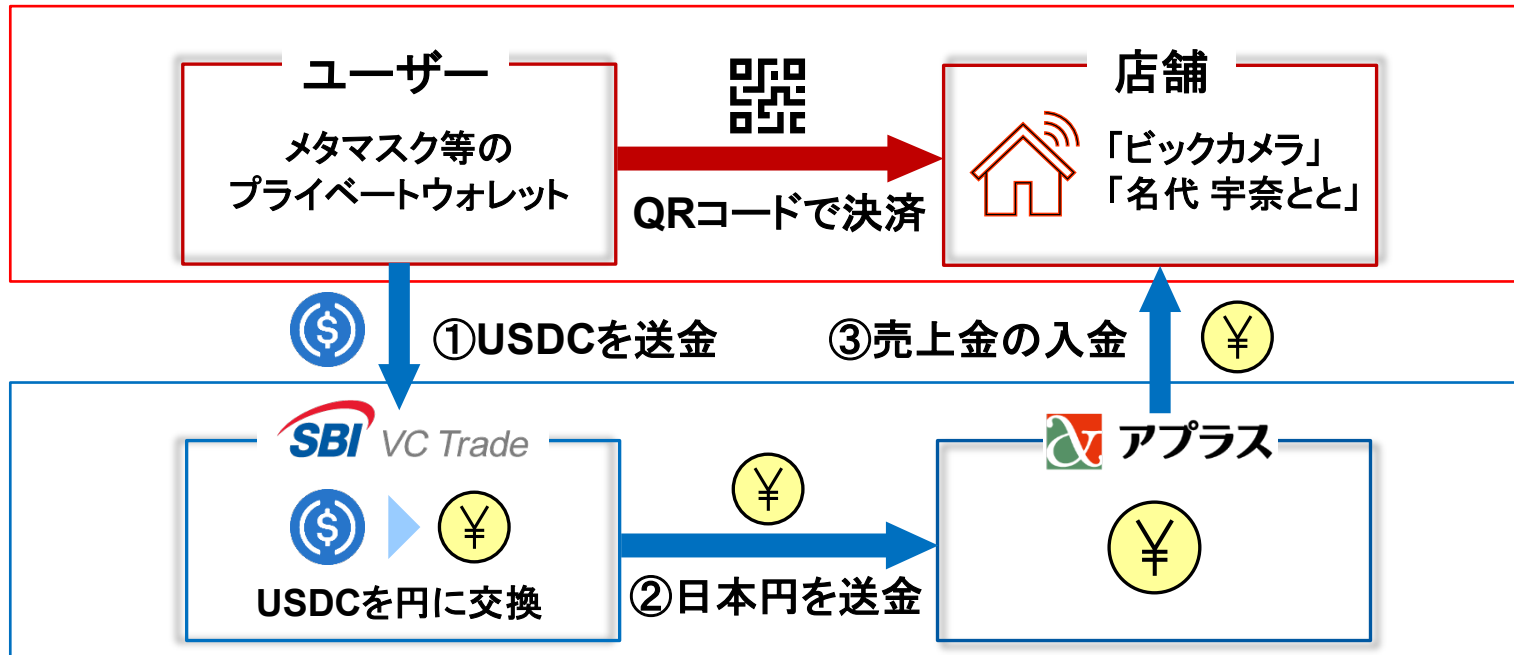 ユーザー
メタマスク等の
プライベートウォレット
QRコードで決済
店舗
「ビックカメラ」
「名代 宇奈とと」
①USDCを送金
③売上金の入金
¥
SBI VC Trade
$
¥
USDCを円に交換
¥
②日本円を送金
アプラス
¥